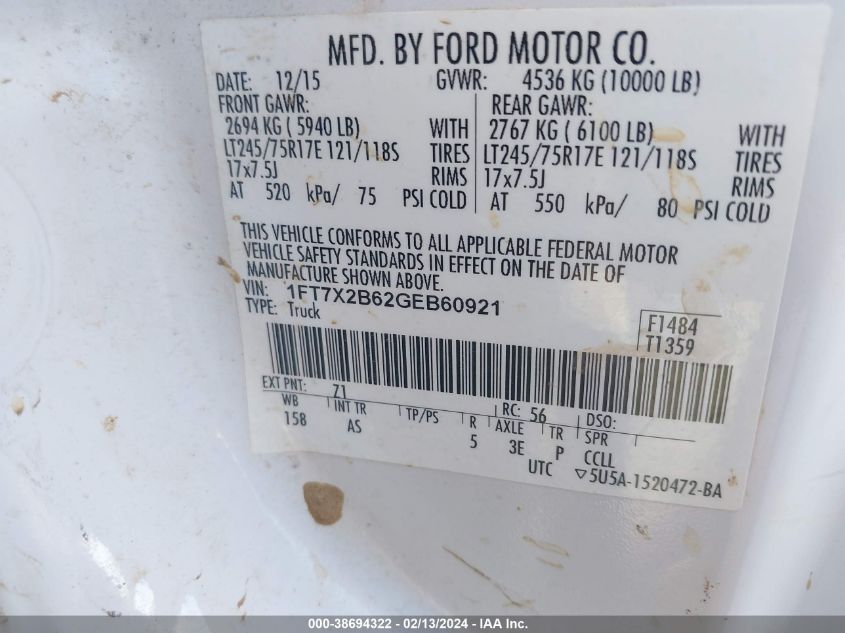 MFD. BY FORD MOTOR CO.
DATE: 12/15 GVWR: 4536 KG (10000 LB)
FRONT GAWR: REAR GAWR:
2694 KG ( 5940 LB) WITH 2767 KG ( 6100 LB) WITH
LT245/75R17E 121/118S TIRES LT245/75R17E 121/118S TIRES
17x7.5J RIMS 17x7.5J RIMS
AT 520 kPa/ 75 PSI COLD AT 550 kPa/ 80 PSI COLD
THIS VEHICLE CONFORMS TO ALL APPLICABLE FEDERAL MOTOR
VEHICLE SAFETY STANDARDS IN EFFECT ON THE DATE OF
MANUFACTURE SHOWN ABOVE.
VIN: 1FT7X2B62GEB60921
TYPE: Truck
F1484
T1359
EXT PNT: Z1 RC: 56 DSO:
WB INT TR TP/PS R AXLE TR SPR
158 AS 5 3E P CCLL
UTC ▽5U5A-1520472-BA
000-38694322 - 02/13/2024 - IAA Inc.